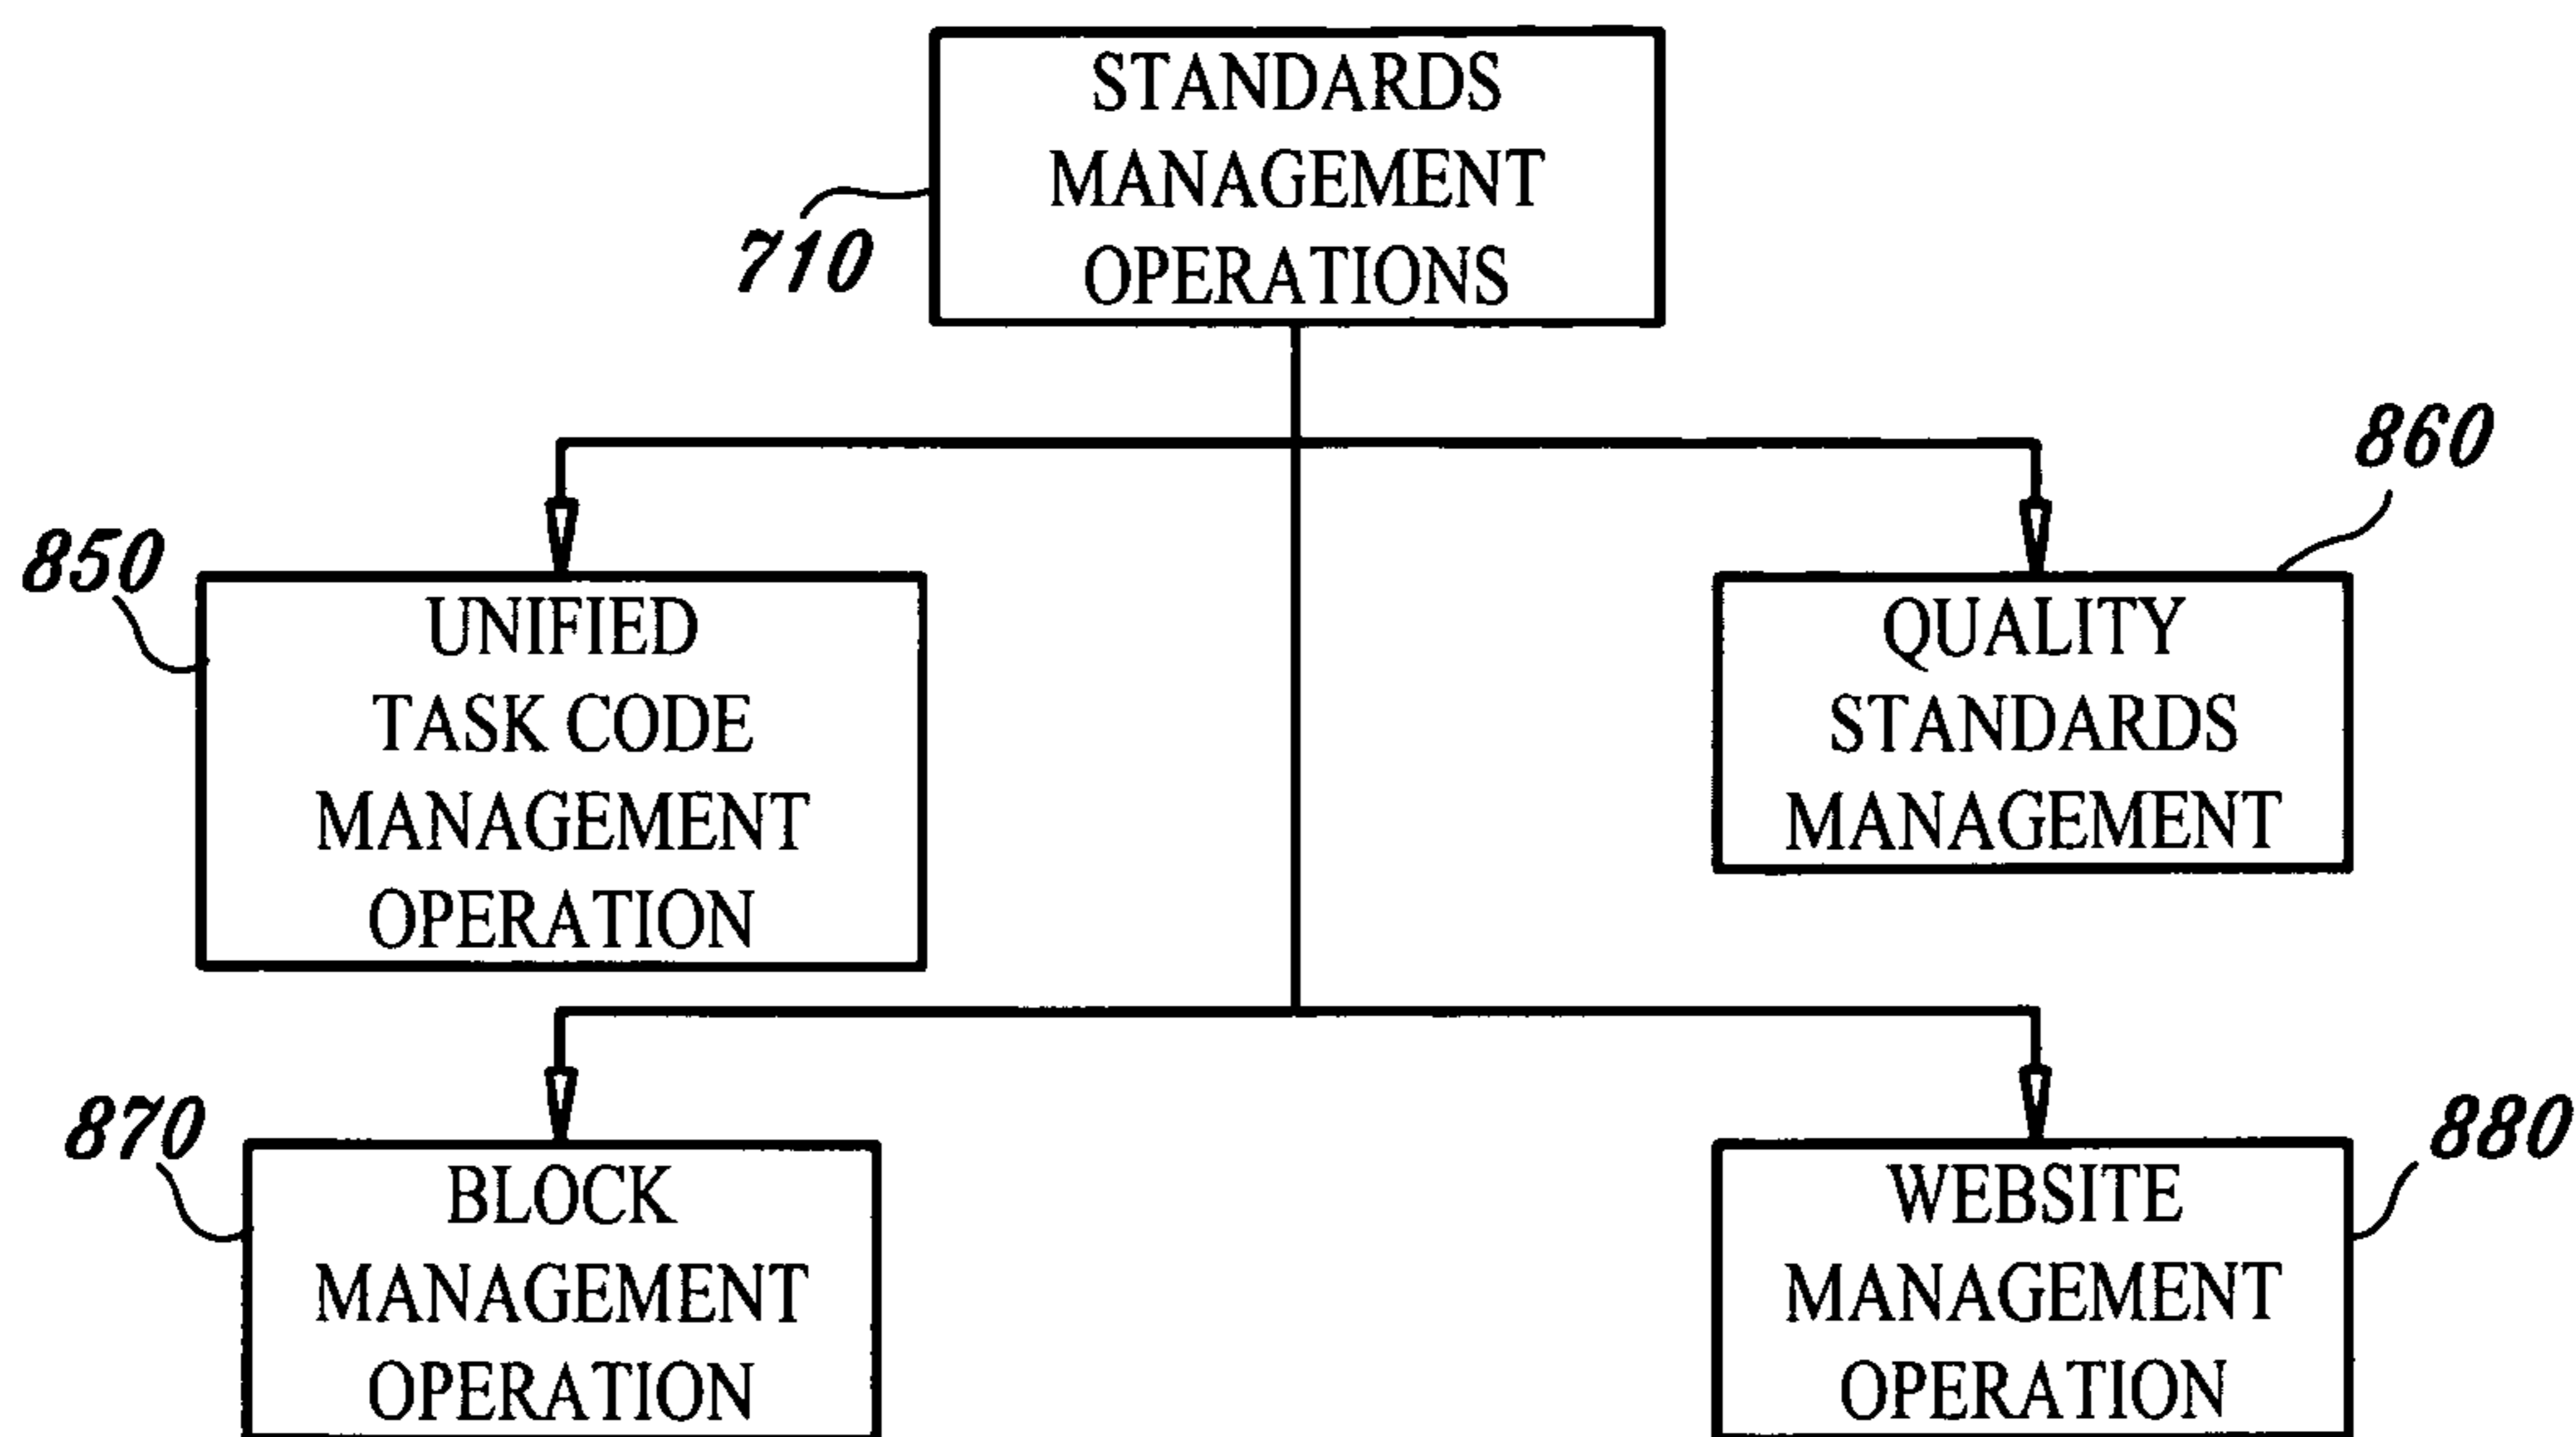 STANDARDS
MANAGEMENT
OPERATIONS
710
860
850
UNIFIED
TASK CODE
MANAGEMENT
OPERATION
QUALITY
STANDARDS
MANAGEMENT
870
880
BLOCK
MANAGEMENT
OPERATION
WEBSITE
MANAGEMENT
OPERATION